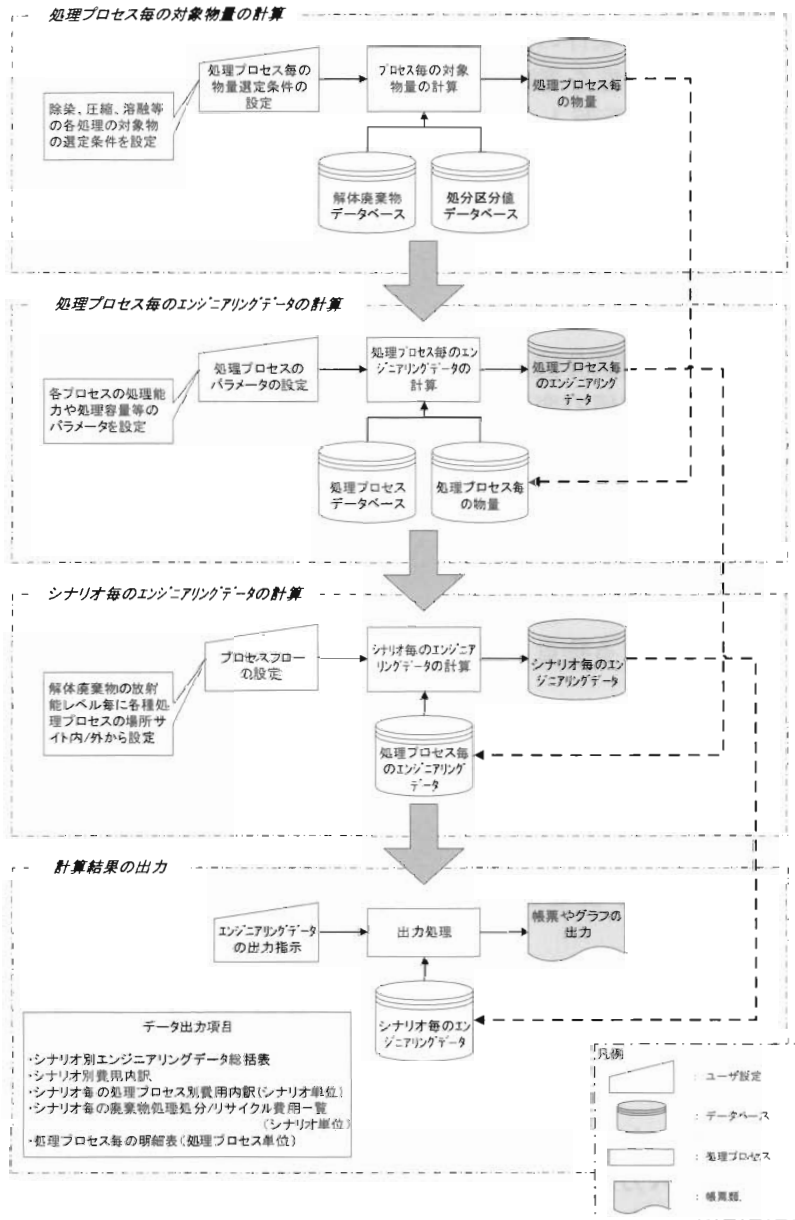 処理プロセス毎の対象物量の計算
処理プロセス毎の
物量選定条件の
設定
プロセス毎の対象
物量の計算
処理プロセス毎
の物量
除染、圧縮、溶融等
の各処理の対象物
の選定条件を設定
解体廃棄物
データベース
処分区分値
データベース
処理プロセス毎のエンジニアリングデータの計算
処理プロセスの
パラメータの設定
処理プロセス毎のエン
ジニアリングデータの
計算
処理プロセス毎
のエンジニアリング
データ
各プロセスの処理能
力や処理容量等の
パラメータを設定
処理プロセス
データベース
処理プロセス毎
の物量
シナリオ毎のエンジニアリングデータの計算
プロセスフロー
の設定
シナリオ毎のエンジニア
リングデータの計算
シナリオ毎のエン
ジニアリングデータ
解体廃棄物の放射
能レベル毎に各種処
理プロセスの場所サ
イト内/外から設定
処理プロセス毎
のエンジニアリング
データ
計算結果の出力
エンジニアリングデータ
の出力指示
出力処理
帳票やグラフの
出力
シナリオ毎のエン
ジニアリングデータ
データ出力項目
・シナリオ別エンジニアリングデータ総括表
・シナリオ別費用内訳
・シナリオ毎の処理プロセス別費用内訳(シナリオ単位)
・シナリオ毎の廃棄物処理処分/リサイクル費用一覧
(シナリオ単位)
・処理プロセス毎の明細表(処理プロセス単位)
凡例
：ユーザ設定
：データベース
：処理プロセス
：帳票類